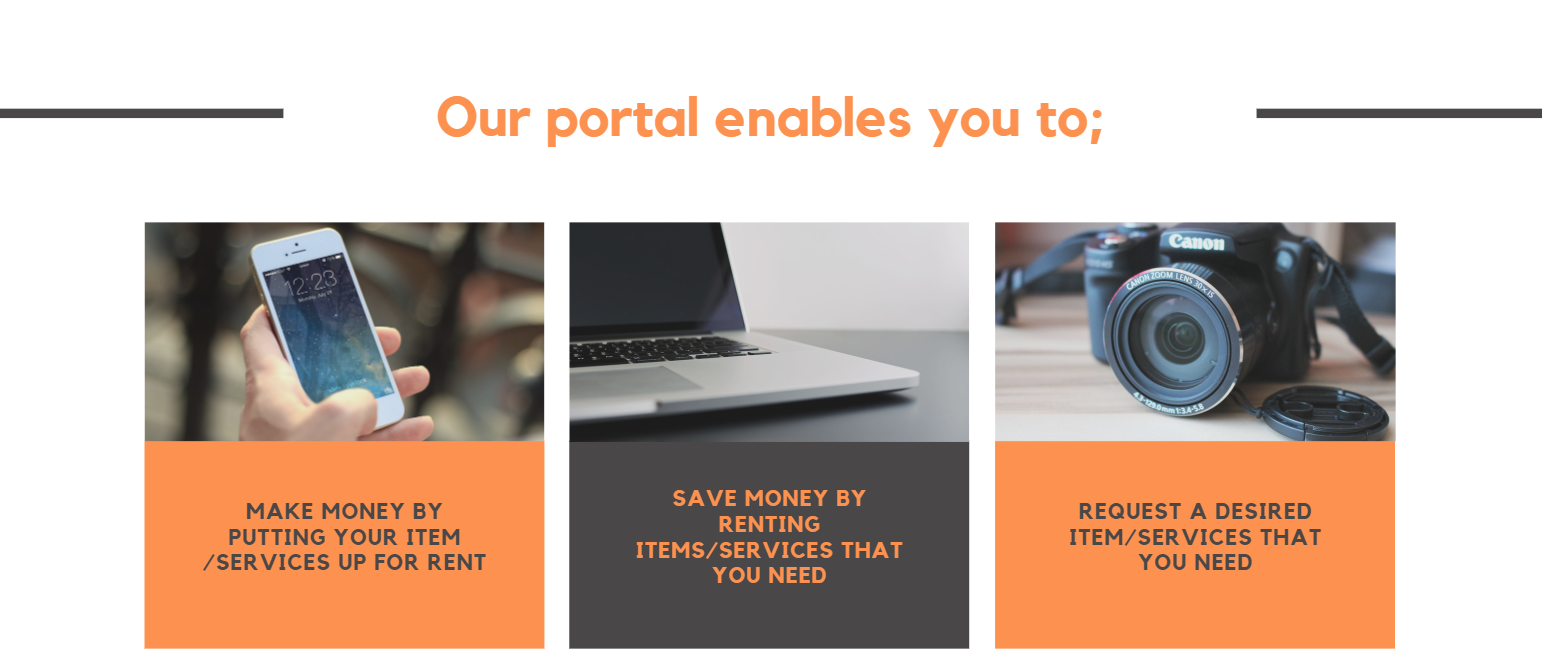 Our portal enables you to;
12:23
Monday, July 29
Canon
CANON ZOOM LENS 30x IS
4.3-129.0mm 1:3.4-5.8
MAKE MONEY BY
PUTTING YOUR ITEM
/SERVICES UP FOR RENT
SAVE MONEY BY
RENTING
ITEMS/SERVICES THAT
YOU NEED
REQUEST A DESIRED
ITEM/SERVICES THAT
YOU NEED